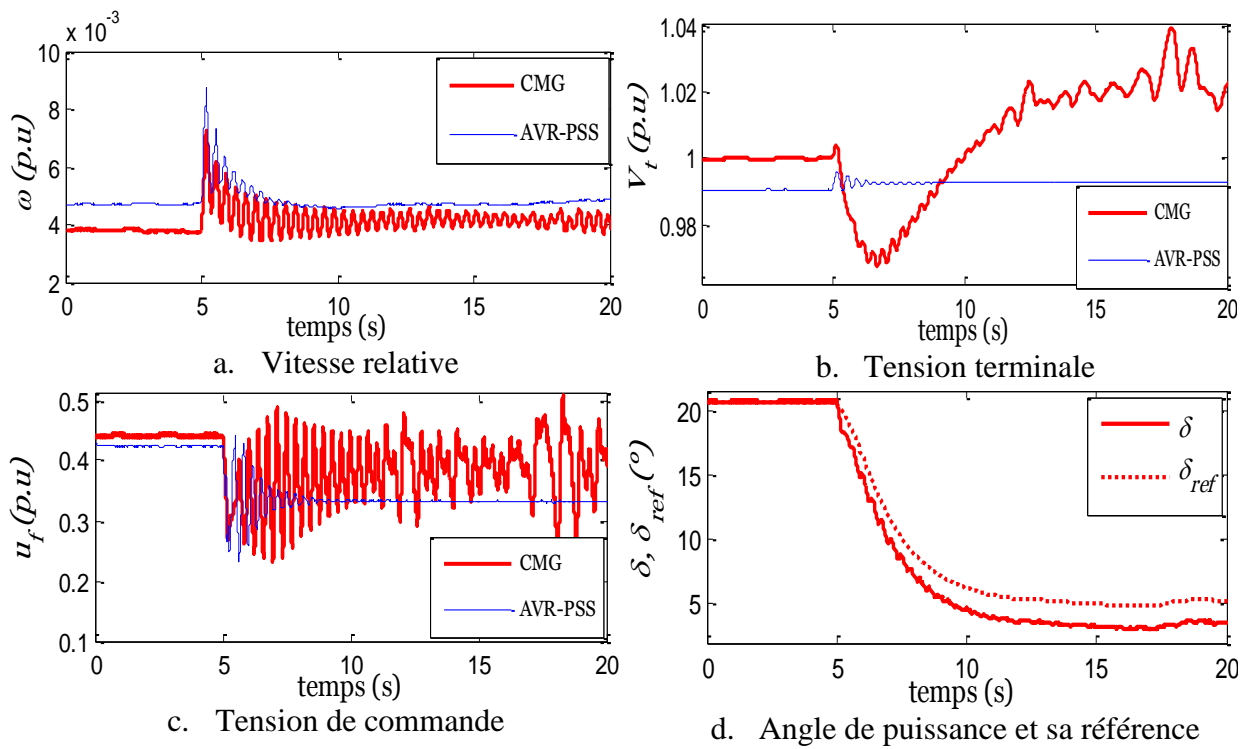 x 10⁻³
10
8
6
4
2
ω (p.u)
CMG
AVR-PSS
0 5 10 15 20
temps (s)
a. Vitesse relative
1.04
1.02
1
0.98
V_t (p.u)
CMG
AVR-PSS
0 5 10 15 20
temps (s)
b. Tension terminale
0.5
0.4
0.3
0.2
0.1
u_f (p.u)
CMG
AVR-PSS
0 5 10 15 20
temps (s)
c. Tension de commande
20
15
10
5
δ, δ_ref (º)
δ
δ_ref
0 5 10 15 20
temps (s)
d. Angle de puissance et sa référence